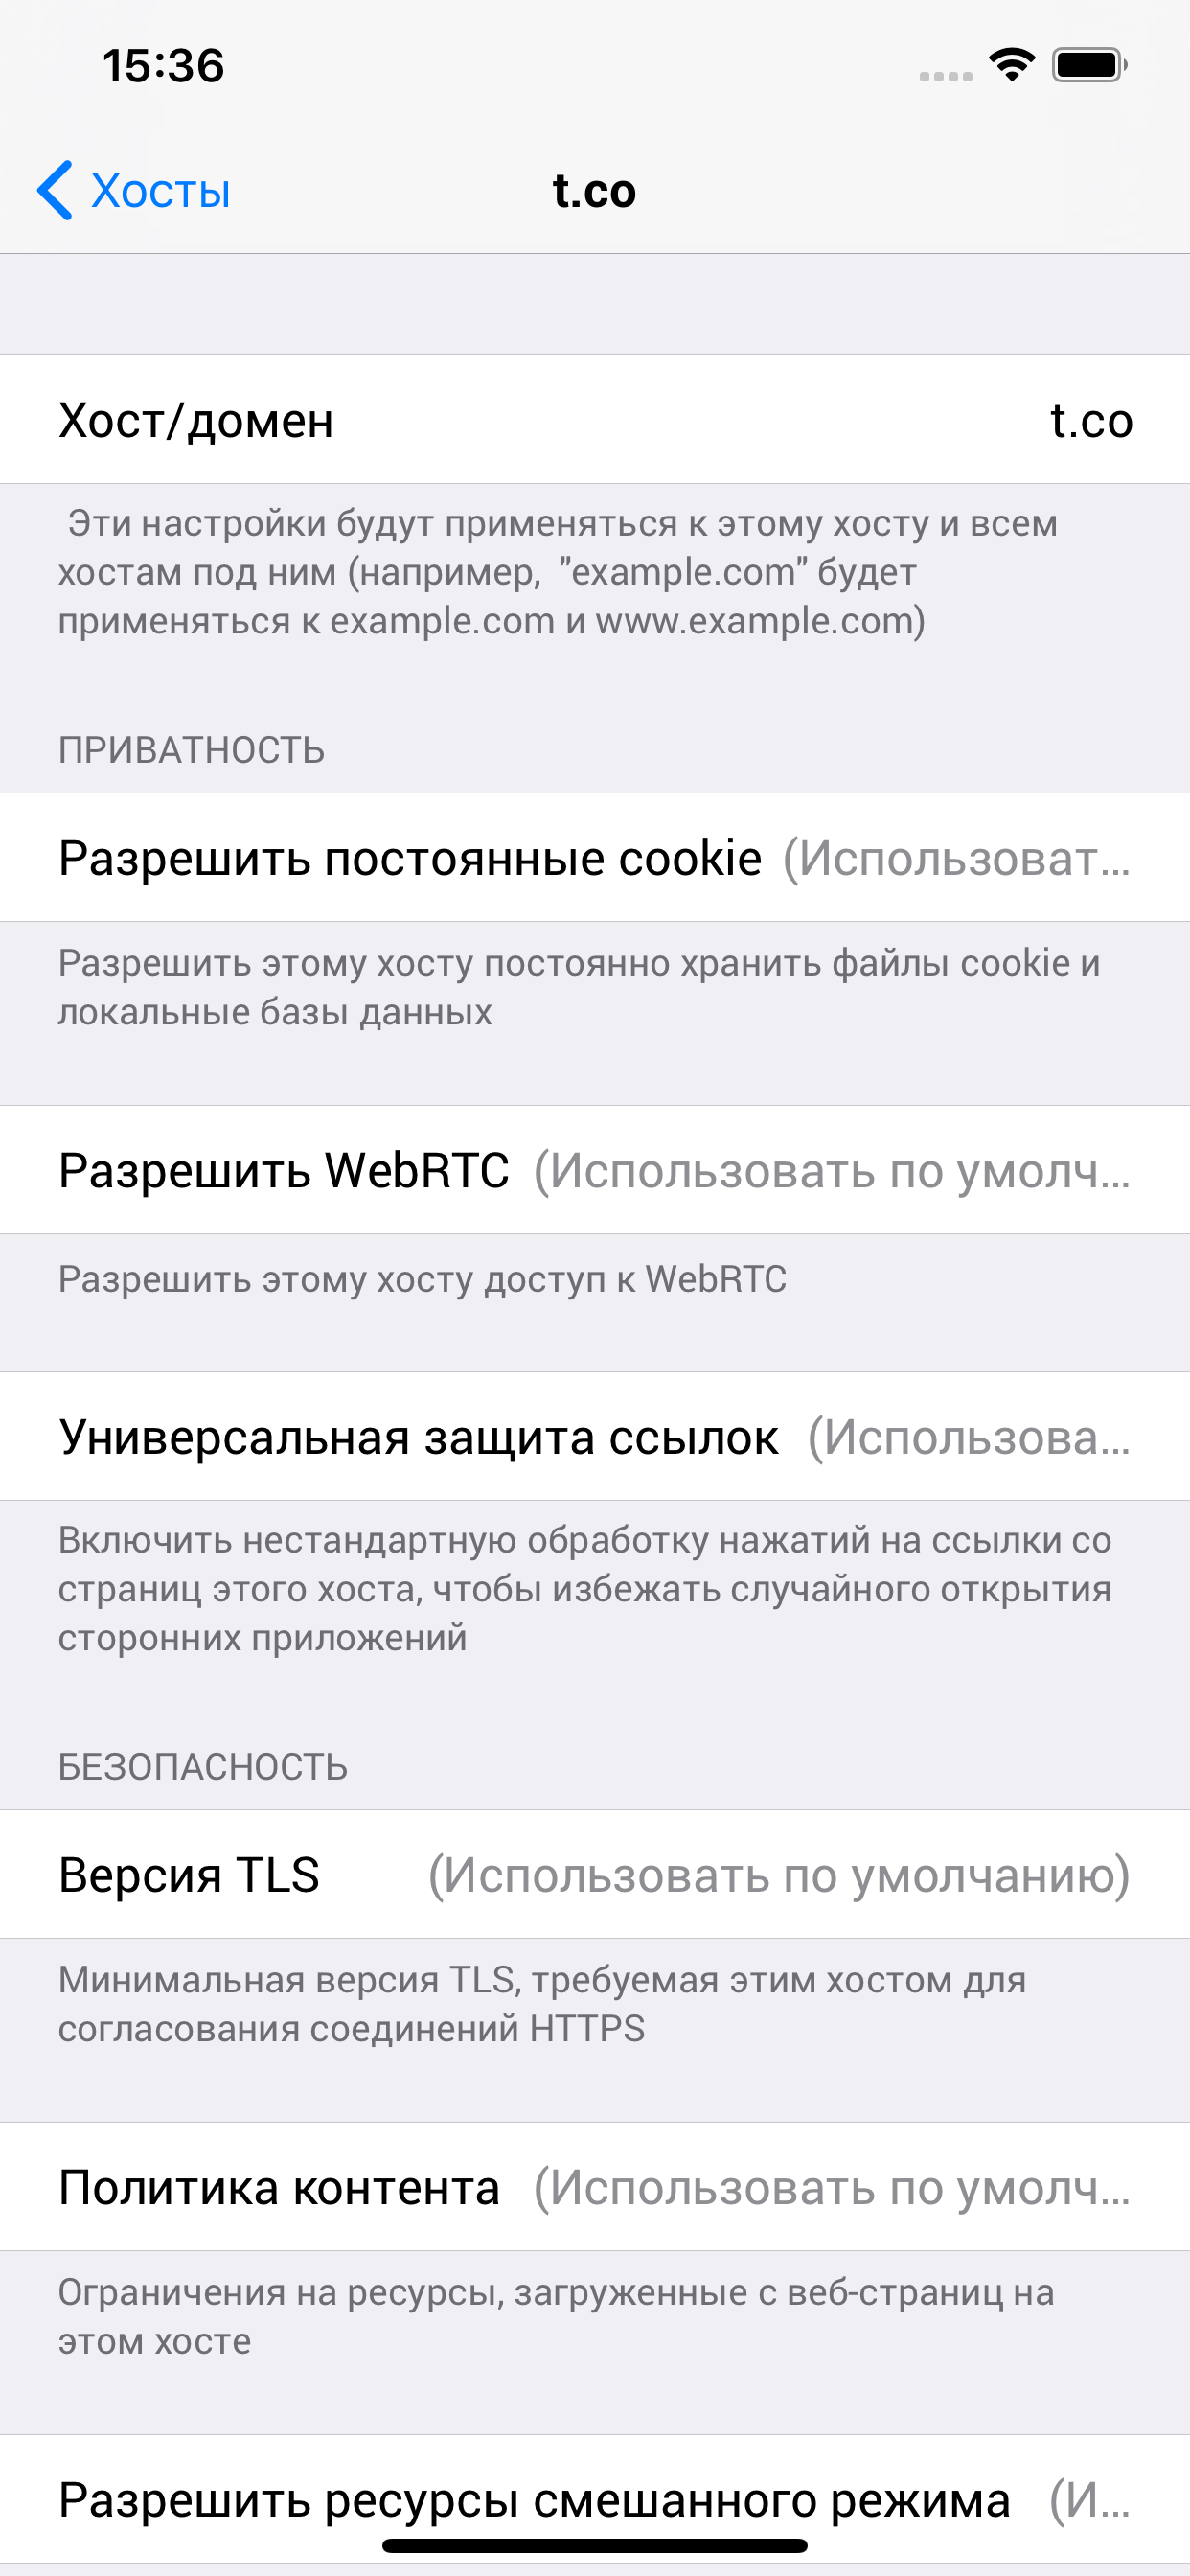 15:36
Хосты
t.co
Хост/домен t.co
Эти настройки будут применяться к этому хосту и всем
хостам под ним (например, "example.com" будет
применяться к example.com и www.example.com)
ПРИВАТНОСТЬ
Разрешить постоянные cookie (Использоват...
Разрешить этому хосту постоянно хранить файлы cookie и
локальные базы данных
Разрешить WebRTC (Использовать по умолч...
Разрешить этому хосту доступ к WebRTC
Универсальная защита ссылок (Использова...
Включить нестандартную обработку нажатий на ссылки со
страниц этого хоста, чтобы избежать случайного открытия
сторонних приложений
БЕЗОПАСНОСТЬ
Версия TLS (Использовать по умолчанию)
Минимальная версия TLS, требуемая этим хостом для
согласования соединений HTTPS
Политика контента (Использовать по умолч...
Ограничения на ресурсы, загруженные с веб-страниц на
этом хосте
Разрешить ресурсы смешанного режима (И...